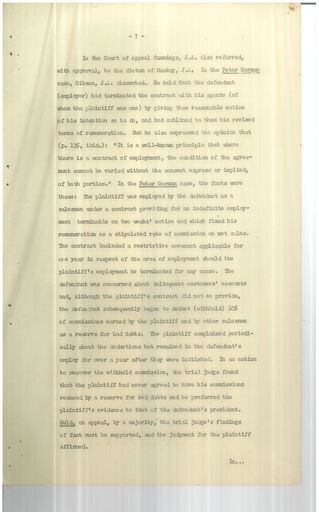 - 7 -
In the Court of Appeal Cummings, J.A. also referred,
with approval, to the dictum of Mackay, J.A. In the Peter Gorman
case, Gibson, J.A. dissented. He held that the defendant
(employer) had terminated the contract with his agents (of
whom the plaintiff was one) by giving them reasonable notice
of his intention so to do, and had outlined to them his revised
terms of remuneration. But he also expressed the opinion that
(p. 135, ibid.): "It is a well-known principle that where
there is a contract of employment, the condition of the agree-
ment cannot be varied without the consent express or implied,
of both parties." In the Peter Gorman case, the facts were
these: The plaintiff was employed by the defendant as a
salesman under a contract providing for an indefinite employ-
ment terminable on two weeks' notice and which fixed his
remuneration as a stipulated rate of commission on net sales.
The contract included a restrictive covenant applicable for
one year in respect of the area of employment should the
plaintiff's employment be terminated for any cause. The
defendant was concerned about delinquent customers' accounts
and, although the plaintiff's contract did not so provide,
the defendant subsequently began to deduct (withhold) 10%
of commissions earned by the plaintiff and by other salesmen
as a reserve for bad debts. The plaintiff complained periodi-
cally about the deductions but remained in the defendant's
employ for over a year after they were initiated. In an action
to recover the withheld commission, the trial judge found
that the plaintiff had never agreed to have his commissions
reduced by a reserve for bad debts and he preferred the
plaintiff's evidence to that of the defendant's president.
Held, on appeal, by a majority, the trial judge's findings
of fact must be supported, and the judgment for the plaintiff
affirmed.
In...